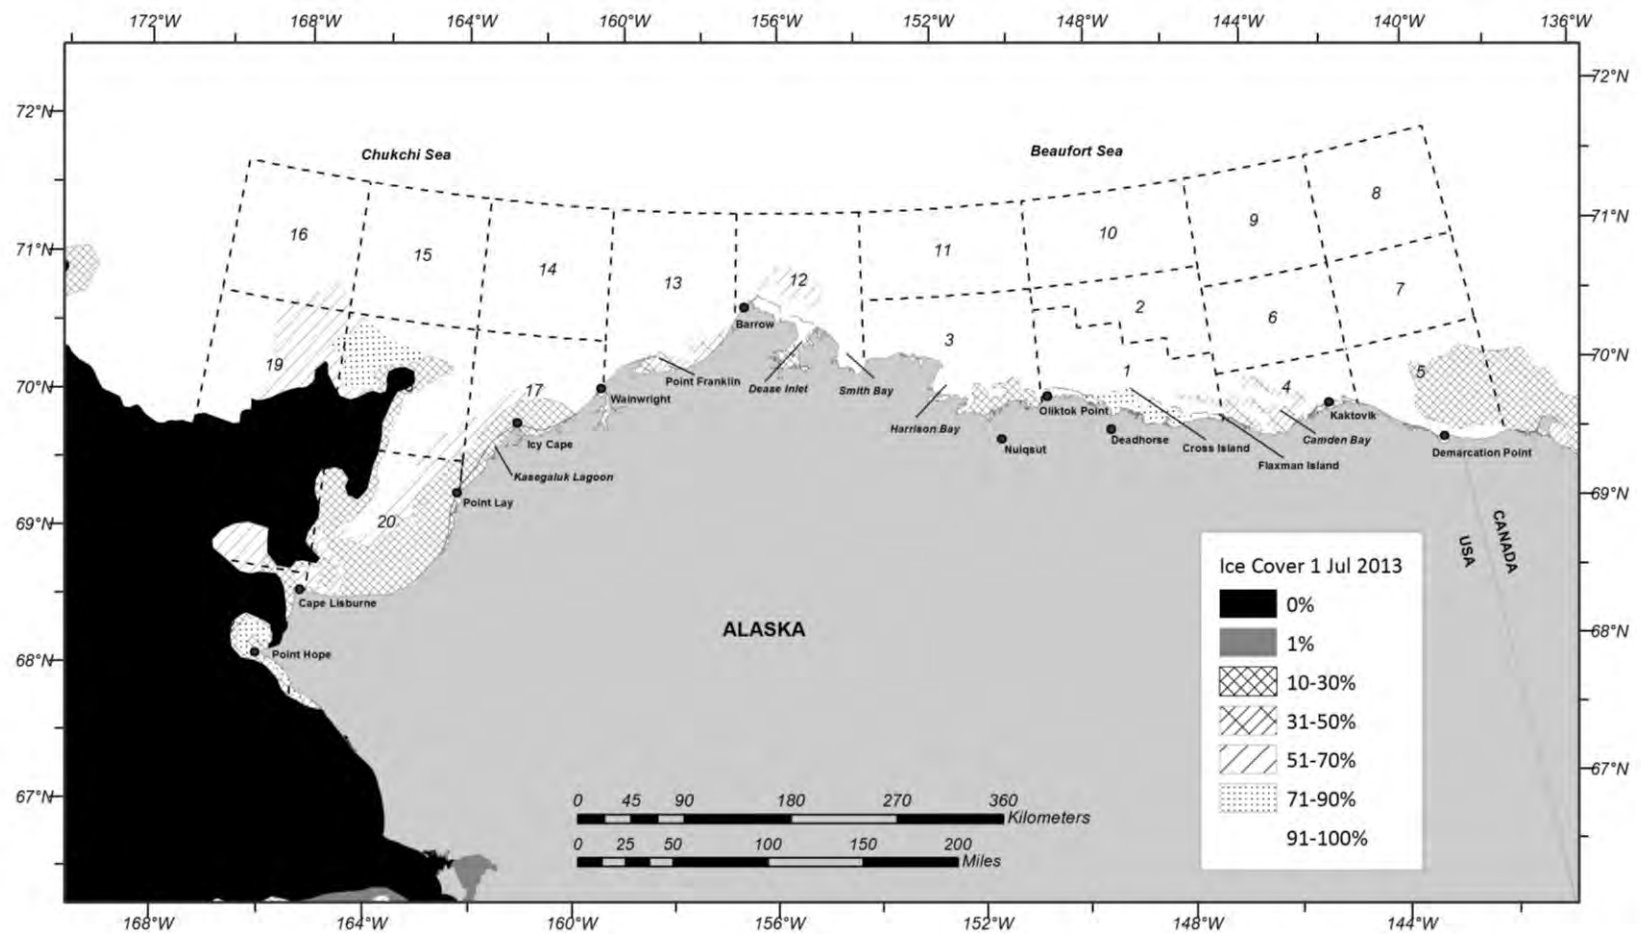 172°W 168°W 164°W 160°W 156°W 152°W 148°W 144°W 140°W 136°W
72°N
72°N
Chukchi Sea
Beaufort Sea
8
9
10
16
11
15
14
13
12
71°N
71°N
7
2
6
3
19
70°N
70°N
17
1
4
5
Barrow
Point Franklin
Deaae Inlet
Smith Bay
Wainwright
Harrison Bay
Oliktok Point
Kaktovik
Icy Cape
Nuiqsut
Deadhorse
Cross Island
Camden Bay
Demarcation Point
Flaxman Island
Kasegaluk Lagoon
Point Lay
69°N
69°N
20
USA
CANADA
Cape Lisburne
Point Hope
ALASKA
68°N
68°N
67°N
67°N
Ice Cover 1 Jul 2013
0%
1%
10-30%
31-50%
51-70%
71-90%
91-100%
0 45 90 180 270 360
Kilometers
0 25 50 100 150 200
Miles
168°W 164°W 160°W 156°W 152°W 148°W 144°W